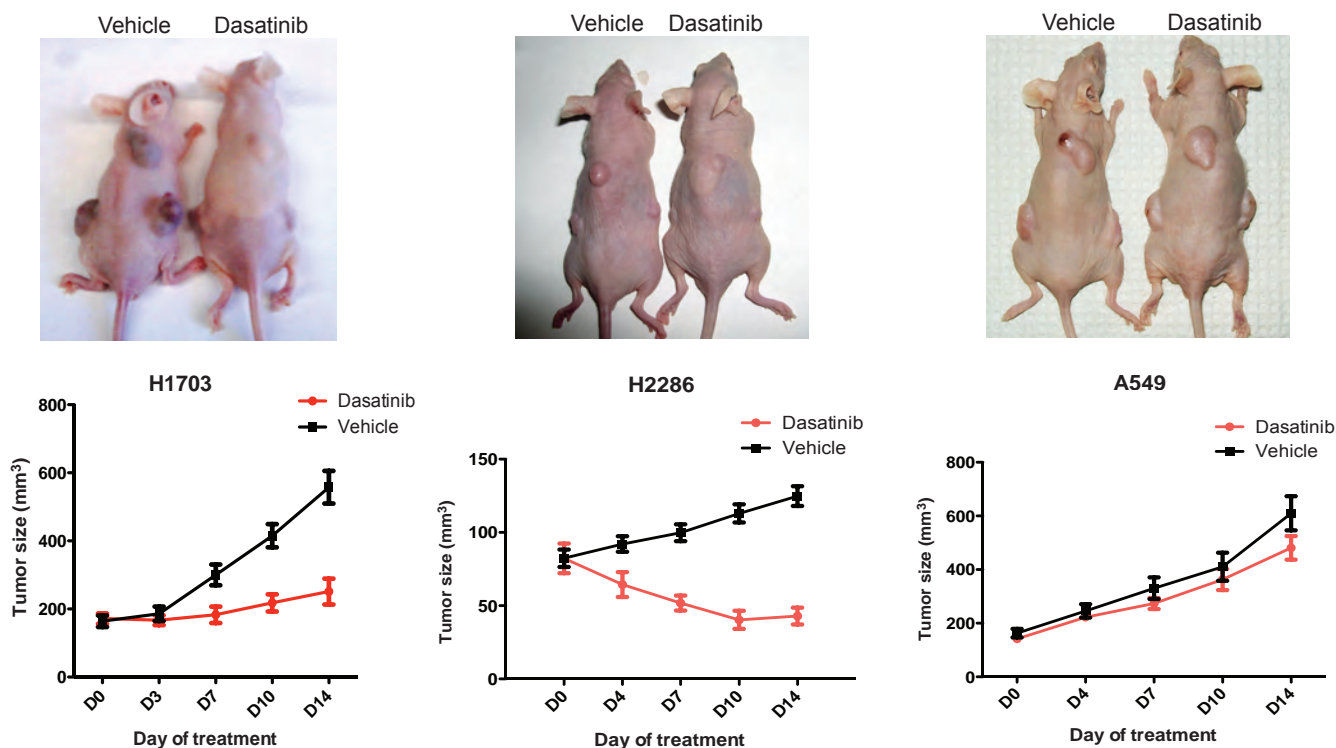 Vehicle Dasatinib
Vehicle Dasatinib
Vehicle Dasatinib
H1703
Dasatinib
Vehicle
Tumor size (mm³)
800
600
400
200
0
D0 D3 D7 D10 D14
Day of treatment
H2286
Dasatinib
Vehicle
Tumor size (mm³)
150
100
50
0
D0 D4 D7 D10 D14
Day of treatment
A549
Dasatinib
Vehicle
Tumor size (mm³)
800
600
400
200
0
D0 D4 D7 D10 D14
Day of treatment